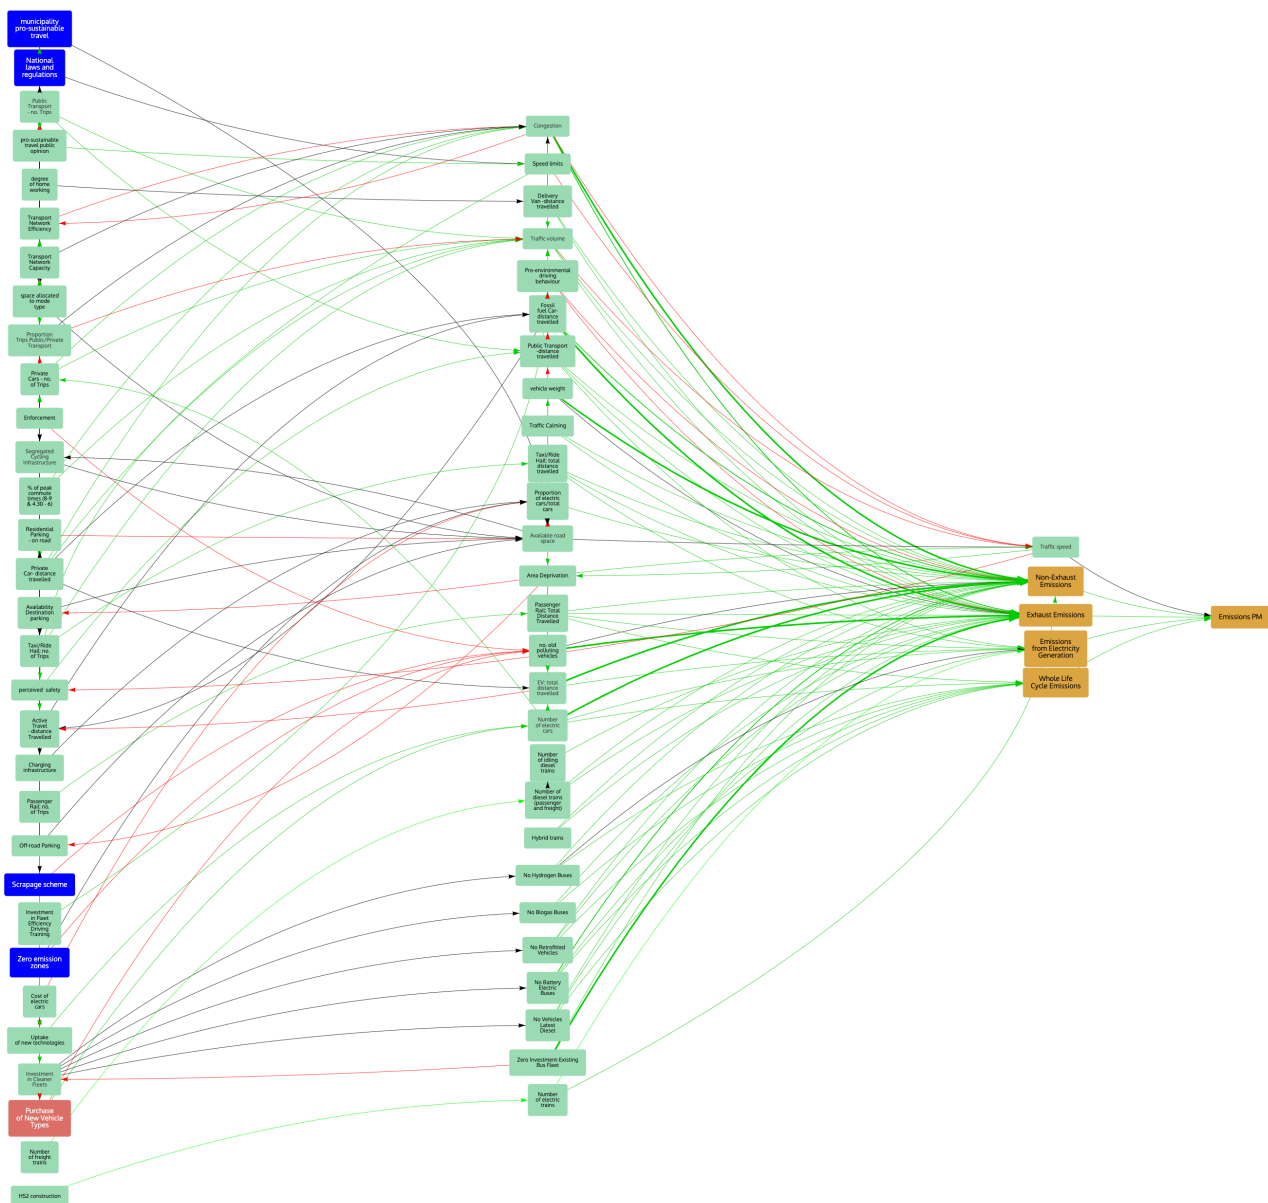 municipality
pro-sustainable
travel
National
laws and
regulations
Public
Transport
- no. Trips
pro-sustainable
travel public
opinion
degree
of home
working
Transport
Network
Efficiency
Transport
Network
Capacity
space allocated
to mode
type
Proportion
Trips Public/Private
Transport
Private
Cars - no.
of Trips
Enforcement
Segregated
Cycling
Infrastructure
% of peak
commute
times (8-9
& 4.30 - 6)
Residential
Parking
- on road
Private
Car- distance
travelled
Availability
Destination
parking
Taxi/Ride
Hail: no.
of Trips
perceived safety
Active
Travel
- distance
Travelled
Charging
infrastructure
Passenger
Rail: no.
of Trips
Off-road Parking
Scrapage scheme
Investment
in Fleet
Efficiency
Driving
Training
Zero emission
zones
Cost of
electric
cars
Uptake
of new technologies
Investment
in Cleaner
Fleets
Purchase
of New Vehicle
Types
Number
of freight
trains
HS2 construction
Congestion
Speed limits
Delivery
Van -distance
travelled
Traffic volume
Pro-environmental
driving
behaviour
Fossil
fuel Car-
distance
travelled
Public Transport
-distance
travelled
vehicle weight
Traffic Calming
Taxi/Ride
Hail: total
distance
travelled
Proportion
of electric
cars/total
cars
Available road
space
Area Deprivation
Passenger
Rail: Total
Distance
Travelled
no. old
polluting
vehicles
EV: total
distance
travelled
Number
of electric
cars
Number
of idling
diesel
trains
Number of
diesel trains
(passenger
and freight)
Hybrid trains
No Hydrogen Buses
No Biogas Buses
No Retrofitted
Vehicles
No Battery
Electric
Buses
No Vehicles
Latest
Diesel
Zero Investment-Existing
Bus Fleet
Number
of electric
trains
Traffic speed
Non-Exhaust
Emissions
Exhaust Emissions
Emissions
from Electricity
Generation
Whole Life
Cycle Emissions
Emissions PM